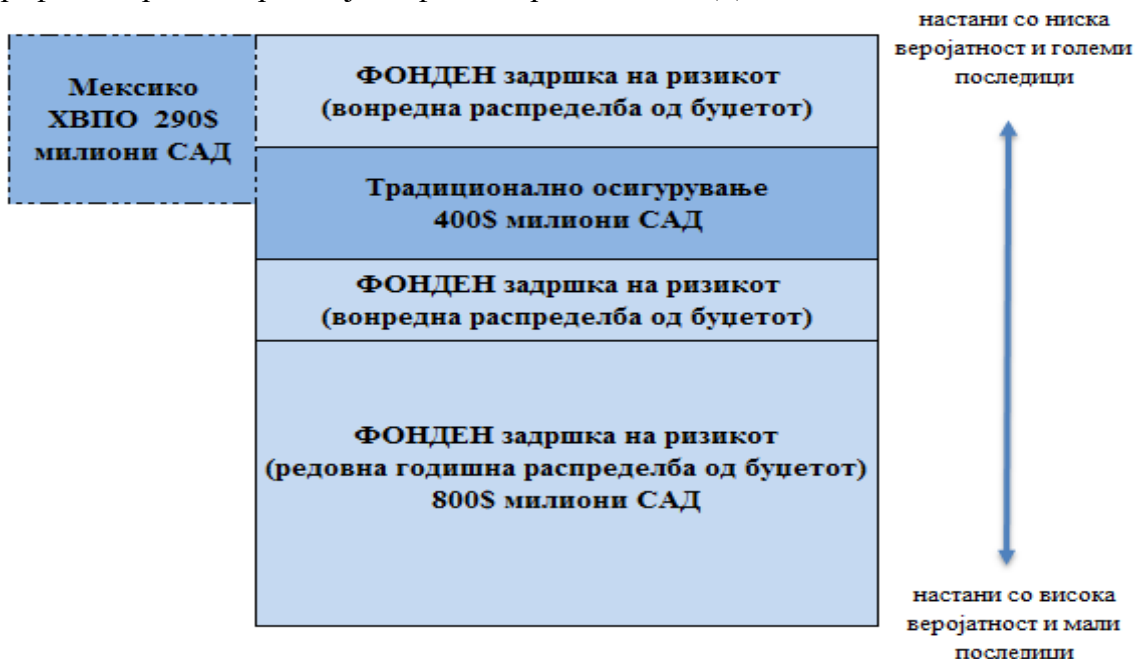 настани со ниска
веројатност и големи
последици
Мексико
ХВПО 290$
милиони САД
ФОНДЕН задршка на ризикот
(вонредна распределба од буџетот)
Традиционално осигурување
400$ милиони САД
ФОНДЕН задршка на ризикот
(вонредна распределба од буџетот)
ФОНДЕН задршка на ризикот
(редовна годишна распределба од буџетот)
800$ милиони САД
настани со висока
веројатност и мали
последици